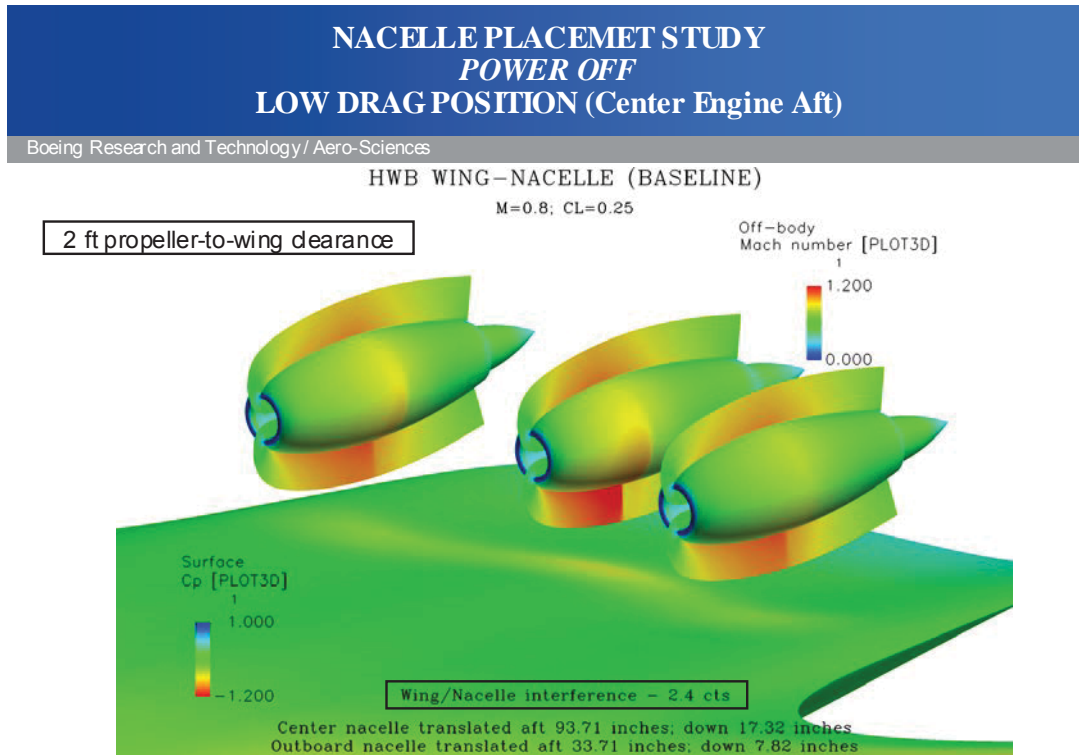 NACELLE PLACEMET STUDY
POWER OFF
LOW DRAG POSITION (Center Engine Aft)
Boeing Research and Technology / Aero-Sciences
HWB WING-NACELLE (BASELINE)
M=0.8; CL=0.25
2 ft propeller-to-wing clearance
Off-body
Mach number [PLOT3D]
1
1.200
0.000
Surface
Cp [PLOT3D]
1
1.000
-1.200
Wing/Nacelle interference - 2.4 cts
Center nacelle translated aft 93.71 inches; down 17.32 inches
Outboard nacelle translated aft 33.71 inches; down 7.82 inches